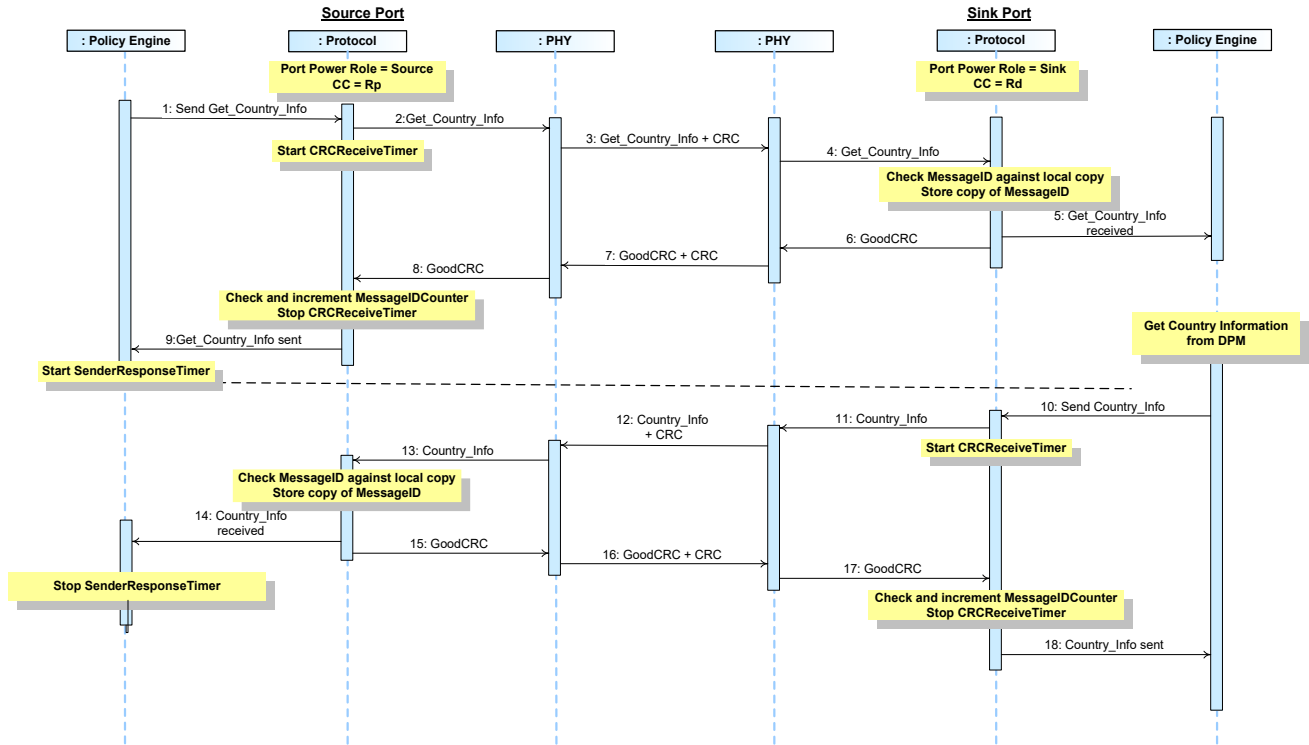 Source Port
Sink Port
: Policy Engine
: Protocol
: PHY
: PHY
: Protocol
: Policy Engine
Port Power Role = Source
CC = Rp
Port Power Role = Sink
CC = Rd
1: Send Get_Country_Info
2:Get_Country_Info
Start CRCReceiveTimer
3: Get_Country_Info + CRC
4: Get_Country_Info
Check MessageID against local copy
Store copy of MessageID
5: Get_Country_Info
received
6: GoodCRC
7: GoodCRC + CRC
8: GoodCRC
Check and increment MessageIDCounter
Stop CRCReceiveTimer
9:Get_Country_Info sent
Start SenderResponseTimer
Get Country Information
from DPM
10: Send Country_Info
11: Country_Info
Start CRCReceiveTimer
12: Country_Info
+ CRC
13: Country_Info
Check MessageID against local copy
Store copy of MessageID
14: Country_Info
received
15: GoodCRC
16: GoodCRC + CRC
17: GoodCRC
Stop SenderResponseTimer
Check and increment MessageIDCounter
Stop CRCReceiveTimer
18: Country_Info sent